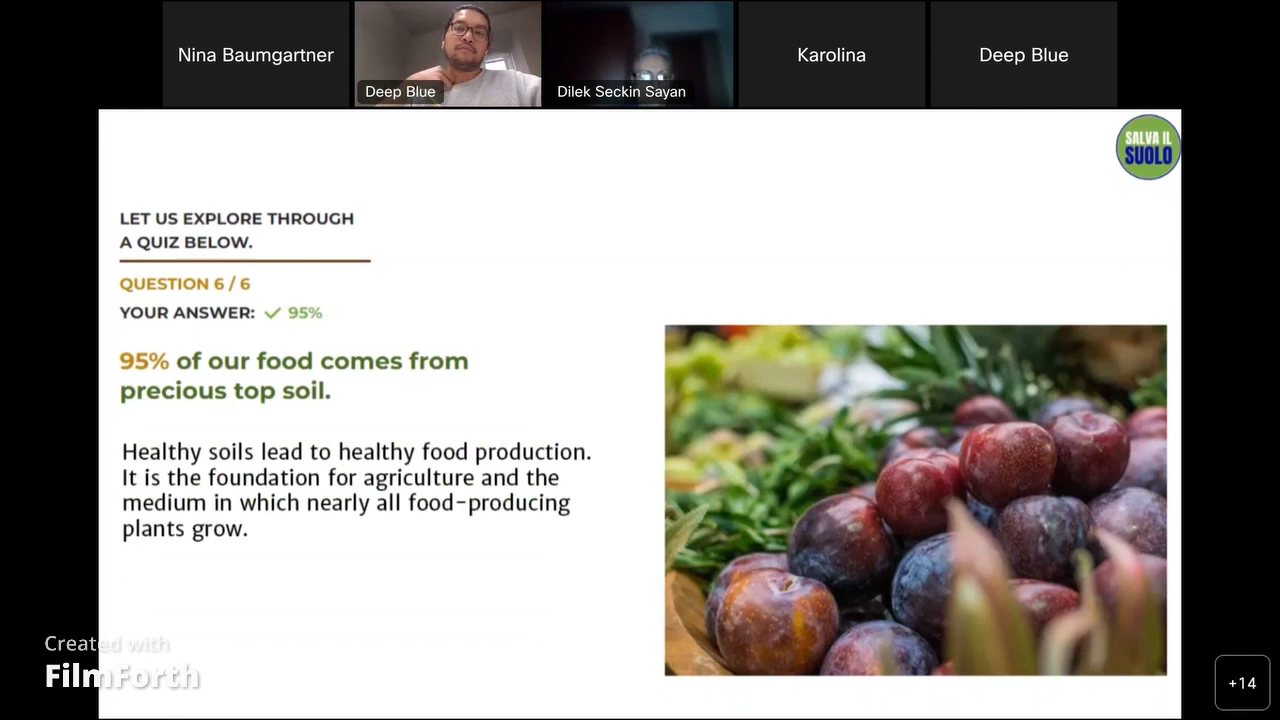 Nina Baumgartner
Deep Blue
Dilek Seckin Sayan
Karolina
Deep Blue
SALVA IL
SUOLO
LET US EXPLORE THROUGH
A QUIZ BELOW.
QUESTION 6 / 6
YOUR ANSWER: ✓ 95%
95% of our food comes from
precious top soil.
Healthy soils lead to healthy food production.
It is the foundation for agriculture and the
medium in which nearly all food-producing
plants grow.
Created with
FilmForth
+14